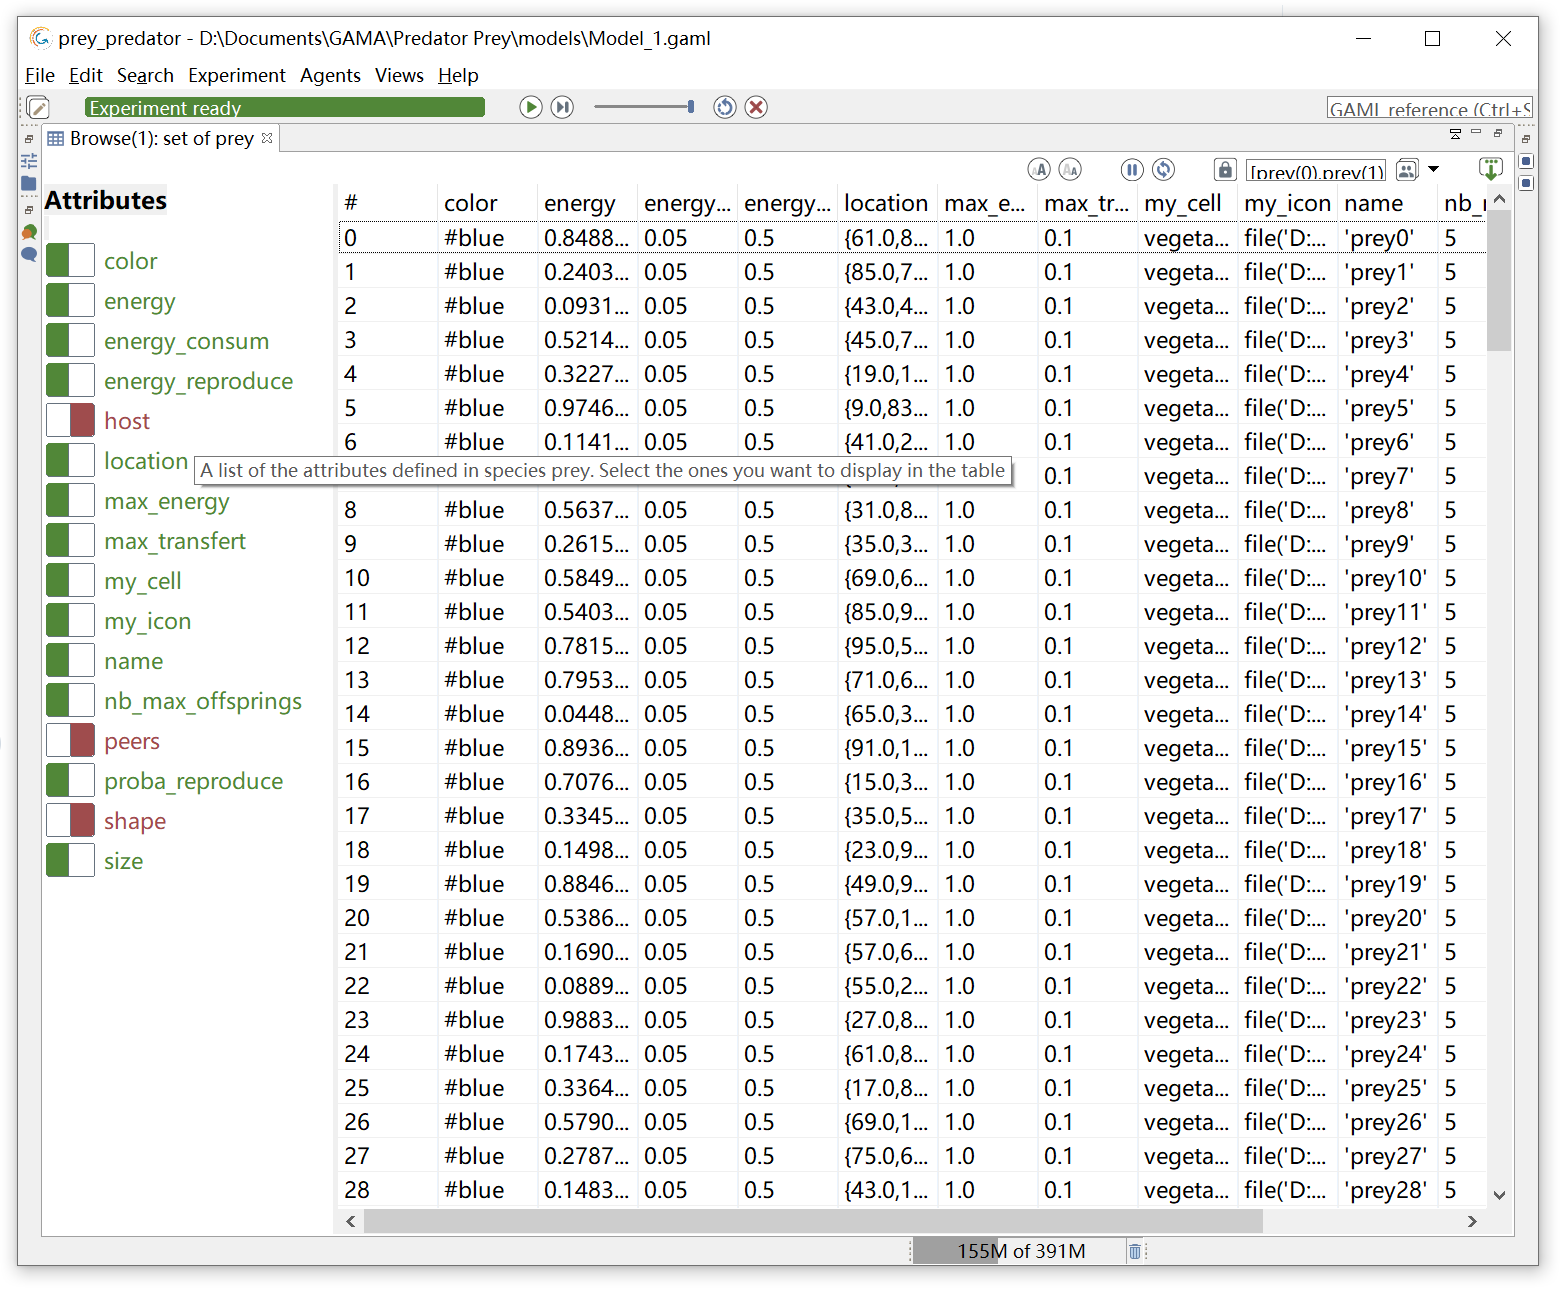 prey_predator - D:\Documents\GAMA\Predator Prey\models\Model_1.gaml
File Edit Search Experiment Agents Views Help
Experiment ready
GAML reference (Ctrl+S
Browse(1): set of prey
[prey(0),prey(1)
Attributes
color
energy
energy_consum
energy_reproduce
host
location
max_energy
max_transfert
my_cell
my_icon
name
nb_max_offsprings
peers
proba_reproduce
shape
size
A list of the attributes defined in species prey. Select the ones you want to display in the table
# color energy energy... energy... location max_e... max_tr... my_cell my_icon name
0 #blue 0.8488... 0.05 0.5 {61.0,8... 1.0 0.1 vegeta... file('D:... 'prey0' 5
1 #blue 0.2403... 0.05 0.5 {85.0,7... 1.0 0.1 vegeta... file('D:... 'prey1' 5
2 #blue 0.0931... 0.05 0.5 {43.0,4... 1.0 0.1 vegeta... file('D:... 'prey2' 5
3 #blue 0.5214... 0.05 0.5 {45.0,7... 1.0 0.1 vegeta... file('D:... 'prey3' 5
4 #blue 0.3227... 0.05 0.5 {19.0,1... 1.0 0.1 vegeta... file('D:... 'prey4' 5
5 #blue 0.9746... 0.05 0.5 {9.0,83... 1.0 0.1 vegeta... file('D:... 'prey5' 5
6 #blue 0.1141... 0.05 0.5 {41.0,2... 1.0 0.1 vegeta... file('D:... 'prey6' 5
0.1 vegeta... file('D:... 'prey7' 5
8 #blue 0.5637... 0.05 0.5 {31.0,8... 1.0 0.1 vegeta... file('D:... 'prey8' 5
9 #blue 0.2615... 0.05 0.5 {35.0,3... 1.0 0.1 vegeta... file('D:... 'prey9' 5
10 #blue 0.5849... 0.05 0.5 {69.0,6... 1.0 0.1 vegeta... file('D:... 'prey10' 5
11 #blue 0.5403... 0.05 0.5 {85.0,9... 1.0 0.1 vegeta... file('D:... 'prey11' 5
12 #blue 0.7815... 0.05 0.5 {95.0,5... 1.0 0.1 vegeta... file('D:... 'prey12' 5
13 #blue 0.7953... 0.05 0.5 {71.0,6... 1.0 0.1 vegeta... file('D:... 'prey13' 5
14 #blue 0.0448... 0.05 0.5 {65.0,3... 1.0 0.1 vegeta... file('D:... 'prey14' 5
15 #blue 0.8936... 0.05 0.5 {91.0,1... 1.0 0.1 vegeta... file('D:... 'prey15' 5
16 #blue 0.7076... 0.05 0.5 {15.0,3... 1.0 0.1 vegeta... file('D:... 'prey16' 5
17 #blue 0.3345... 0.05 0.5 {35.0,5... 1.0 0.1 vegeta... file('D:... 'prey17' 5
18 #blue 0.1498... 0.05 0.5 {23.0,9... 1.0 0.1 vegeta... file('D:... 'prey18' 5
19 #blue 0.8846... 0.05 0.5 {49.0,9... 1.0 0.1 vegeta... file('D:... 'prey19' 5
20 #blue 0.5386... 0.05 0.5 {57.0,1... 1.0 0.1 vegeta... file('D:... 'prey20' 5
21 #blue 0.1690... 0.05 0.5 {57.0,6... 1.0 0.1 vegeta... file('D:... 'prey21' 5
22 #blue 0.0889... 0.05 0.5 {55.0,2... 1.0 0.1 vegeta... file('D:... 'prey22' 5
23 #blue 0.9883... 0.05 0.5 {27.0,8... 1.0 0.1 vegeta... file('D:... 'prey23' 5
24 #blue 0.1743... 0.05 0.5 {61.0,8... 1.0 0.1 vegeta... file('D:... 'prey24' 5
25 #blue 0.3364... 0.05 0.5 {17.0,8... 1.0 0.1 vegeta... file('D:... 'prey25' 5
26 #blue 0.5790... 0.05 0.5 {69.0,1... 1.0 0.1 vegeta... file('D:... 'prey26' 5
27 #blue 0.2787... 0.05 0.5 {75.0,6... 1.0 0.1 vegeta... file('D:... 'prey27' 5
28 #blue 0.1483... 0.05 0.5 {43.0,1... 1.0 0.1 vegeta... file('D:... 'prey28' 5
155M of 391M